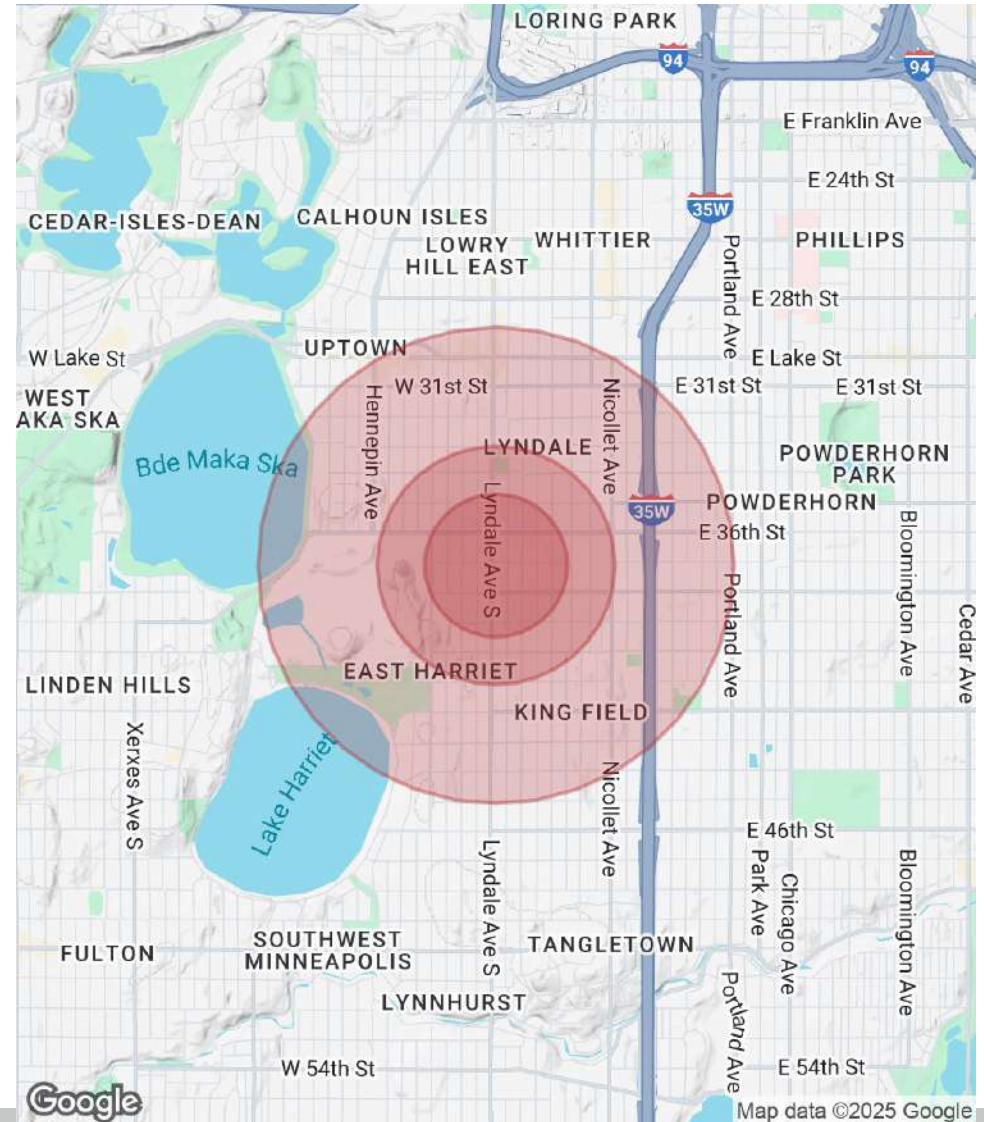 LORING PARK
94
94
E Franklin Ave
E 24th St
CEDAR-ISLES-DEAN
CALHOUN ISLES
35W
LOWRY
HILL EAST
WHITTIER
PHILLIPS
Portland Ave
E 28th St
UPTOWN
W Lake St
E Lake St
WEST
AKA SKA
W 31st St
E 31st St
E 31st St
Hennepin Ave
Nicollet Ave
LYNDALE
Bde Maka Ska
POWDERHORN
PARK
Lyndale Ave S
35W
POWDERHORN
E 36th St
Bloomington Ave
Portland Ave
Cedar Ave
EAST HARRIET
LINDEN HILLS
KING FIELD
Xerxes Ave S
Lake Harriet
Nicollet Ave
E 46th St
Lyndale Ave S
Park Ave
Chicago Ave
Bloomington Ave
FULTON
SOUTHWEST
MINNEAPOLIS
TANGLETOWN
LYNNHURST
Portland Ave
W 54th St
E 54th St
Google
Map data ©2025 Google